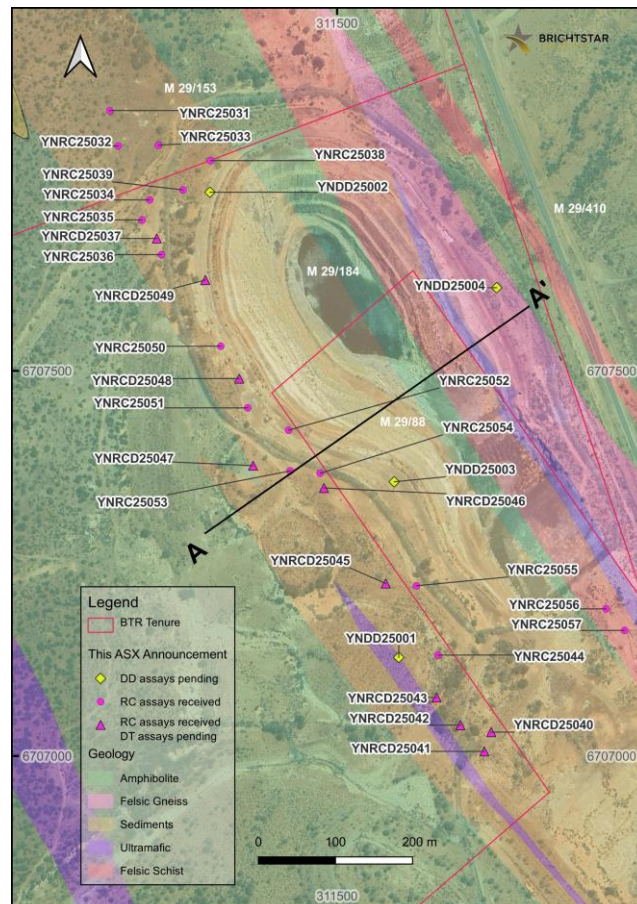 311500
BRIGHTSTAR
M 29/153
YNRC25031
YNRC25032
YNRC25033
YNRC25038
YNRC25039
YNDD25002
YNRC25034
YNRC25035
M 29/410
YNRCD25037
YNRC25036
M 29/184
YNDD25004
YNRCD25049
A'
YNRC25050
6707500
6707500
YNRCD25048
YNRC25052
YNRC25051
M 29/88
YNRC25054
YNRCD25047
YNDD25003
YNRC25053
YNRCD25046
A
YNRCD25045
YNRC25055
YNRC25056
YNRC25057
YNDD25001
YNRC25044
YNRCD25043
YNRCD25042
YNRCD25040
YNRCD25041
6707000
6707000
Legend
BTR Tenure
This ASX Announcement
DD assays pending
RC assays received
RC assays received
DT assays pending
Geology
Amphibolite
Felsic Gneiss
Sediments
Ultramafic
Felsic Schist
0 100 200 m
311500